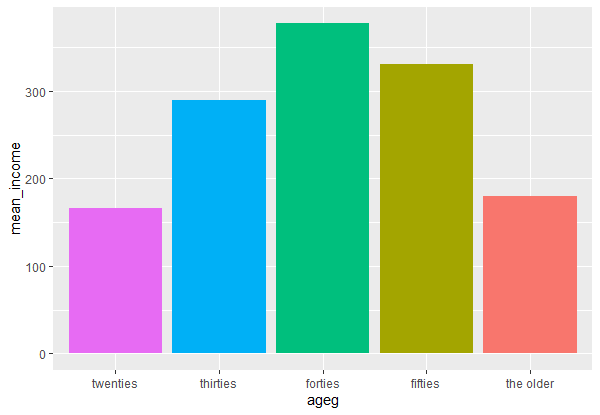 mean_income
300
200
100
0
twenties thirties forties fifties the older
ageg